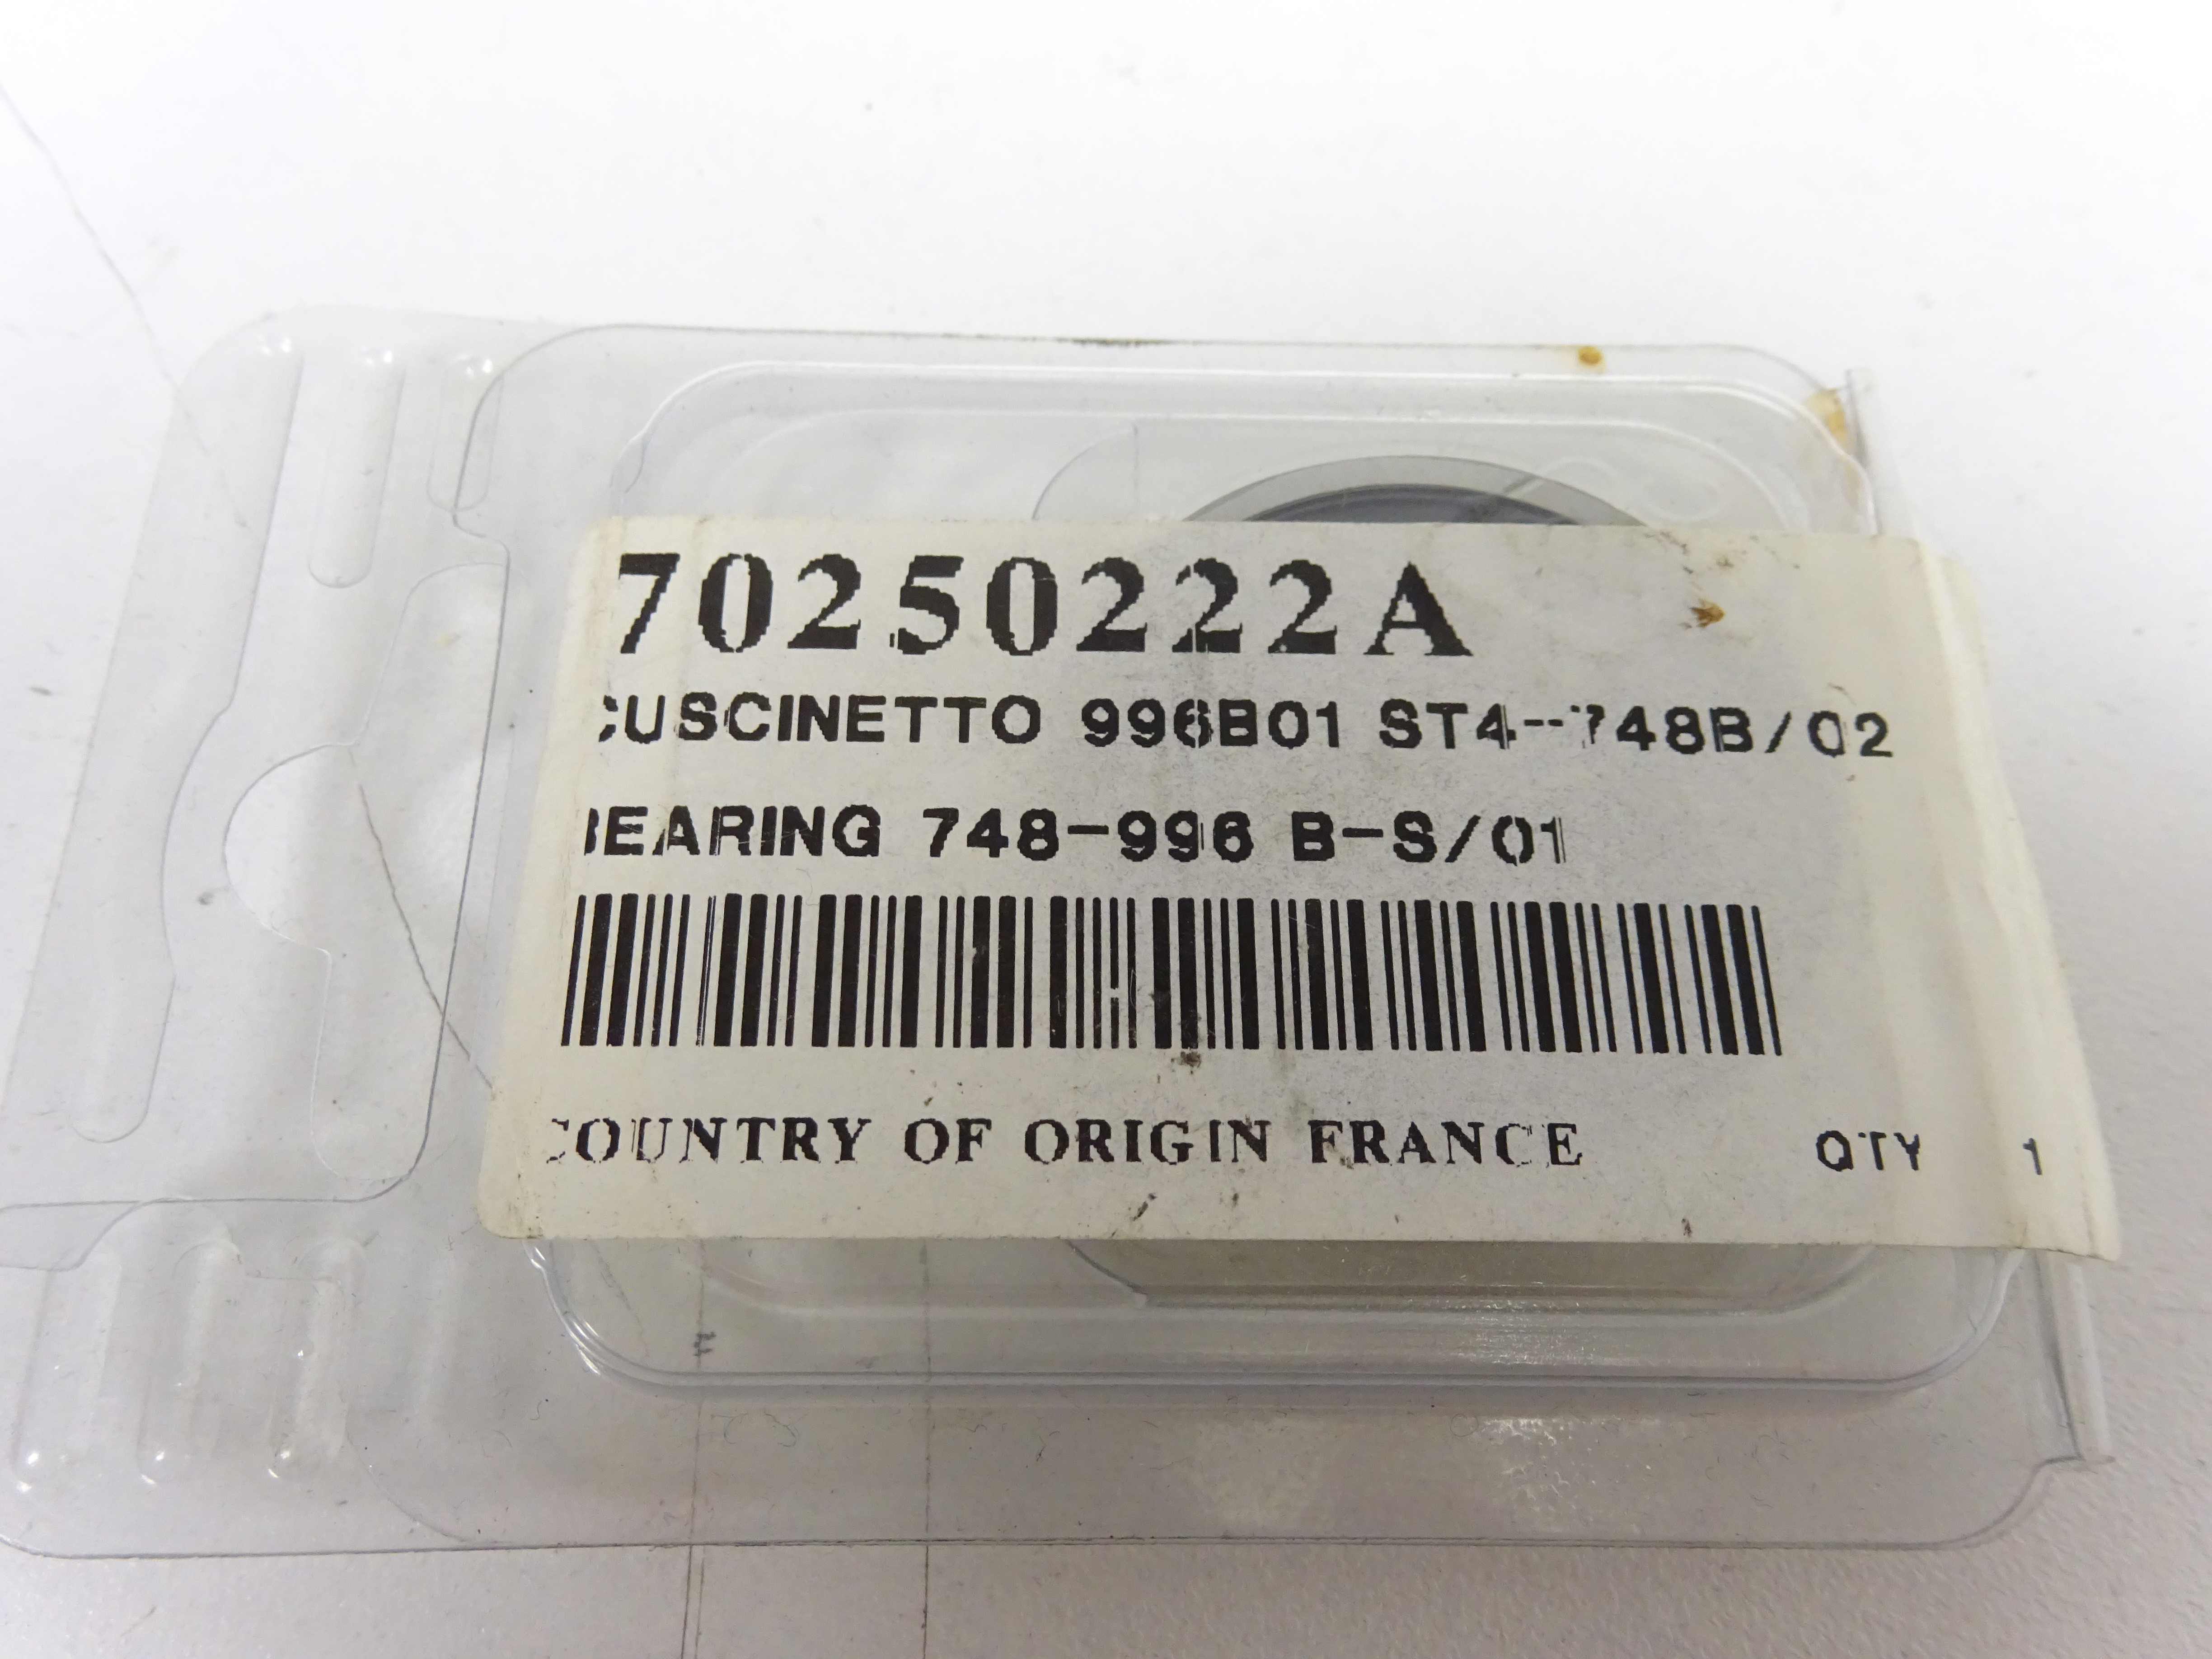 70250222A
CUSCINETTO 996B01 ST4--748B/02
BEARING 748-996 B-S/01
COUNTRY OF ORIGIN FRANCE QTY 1